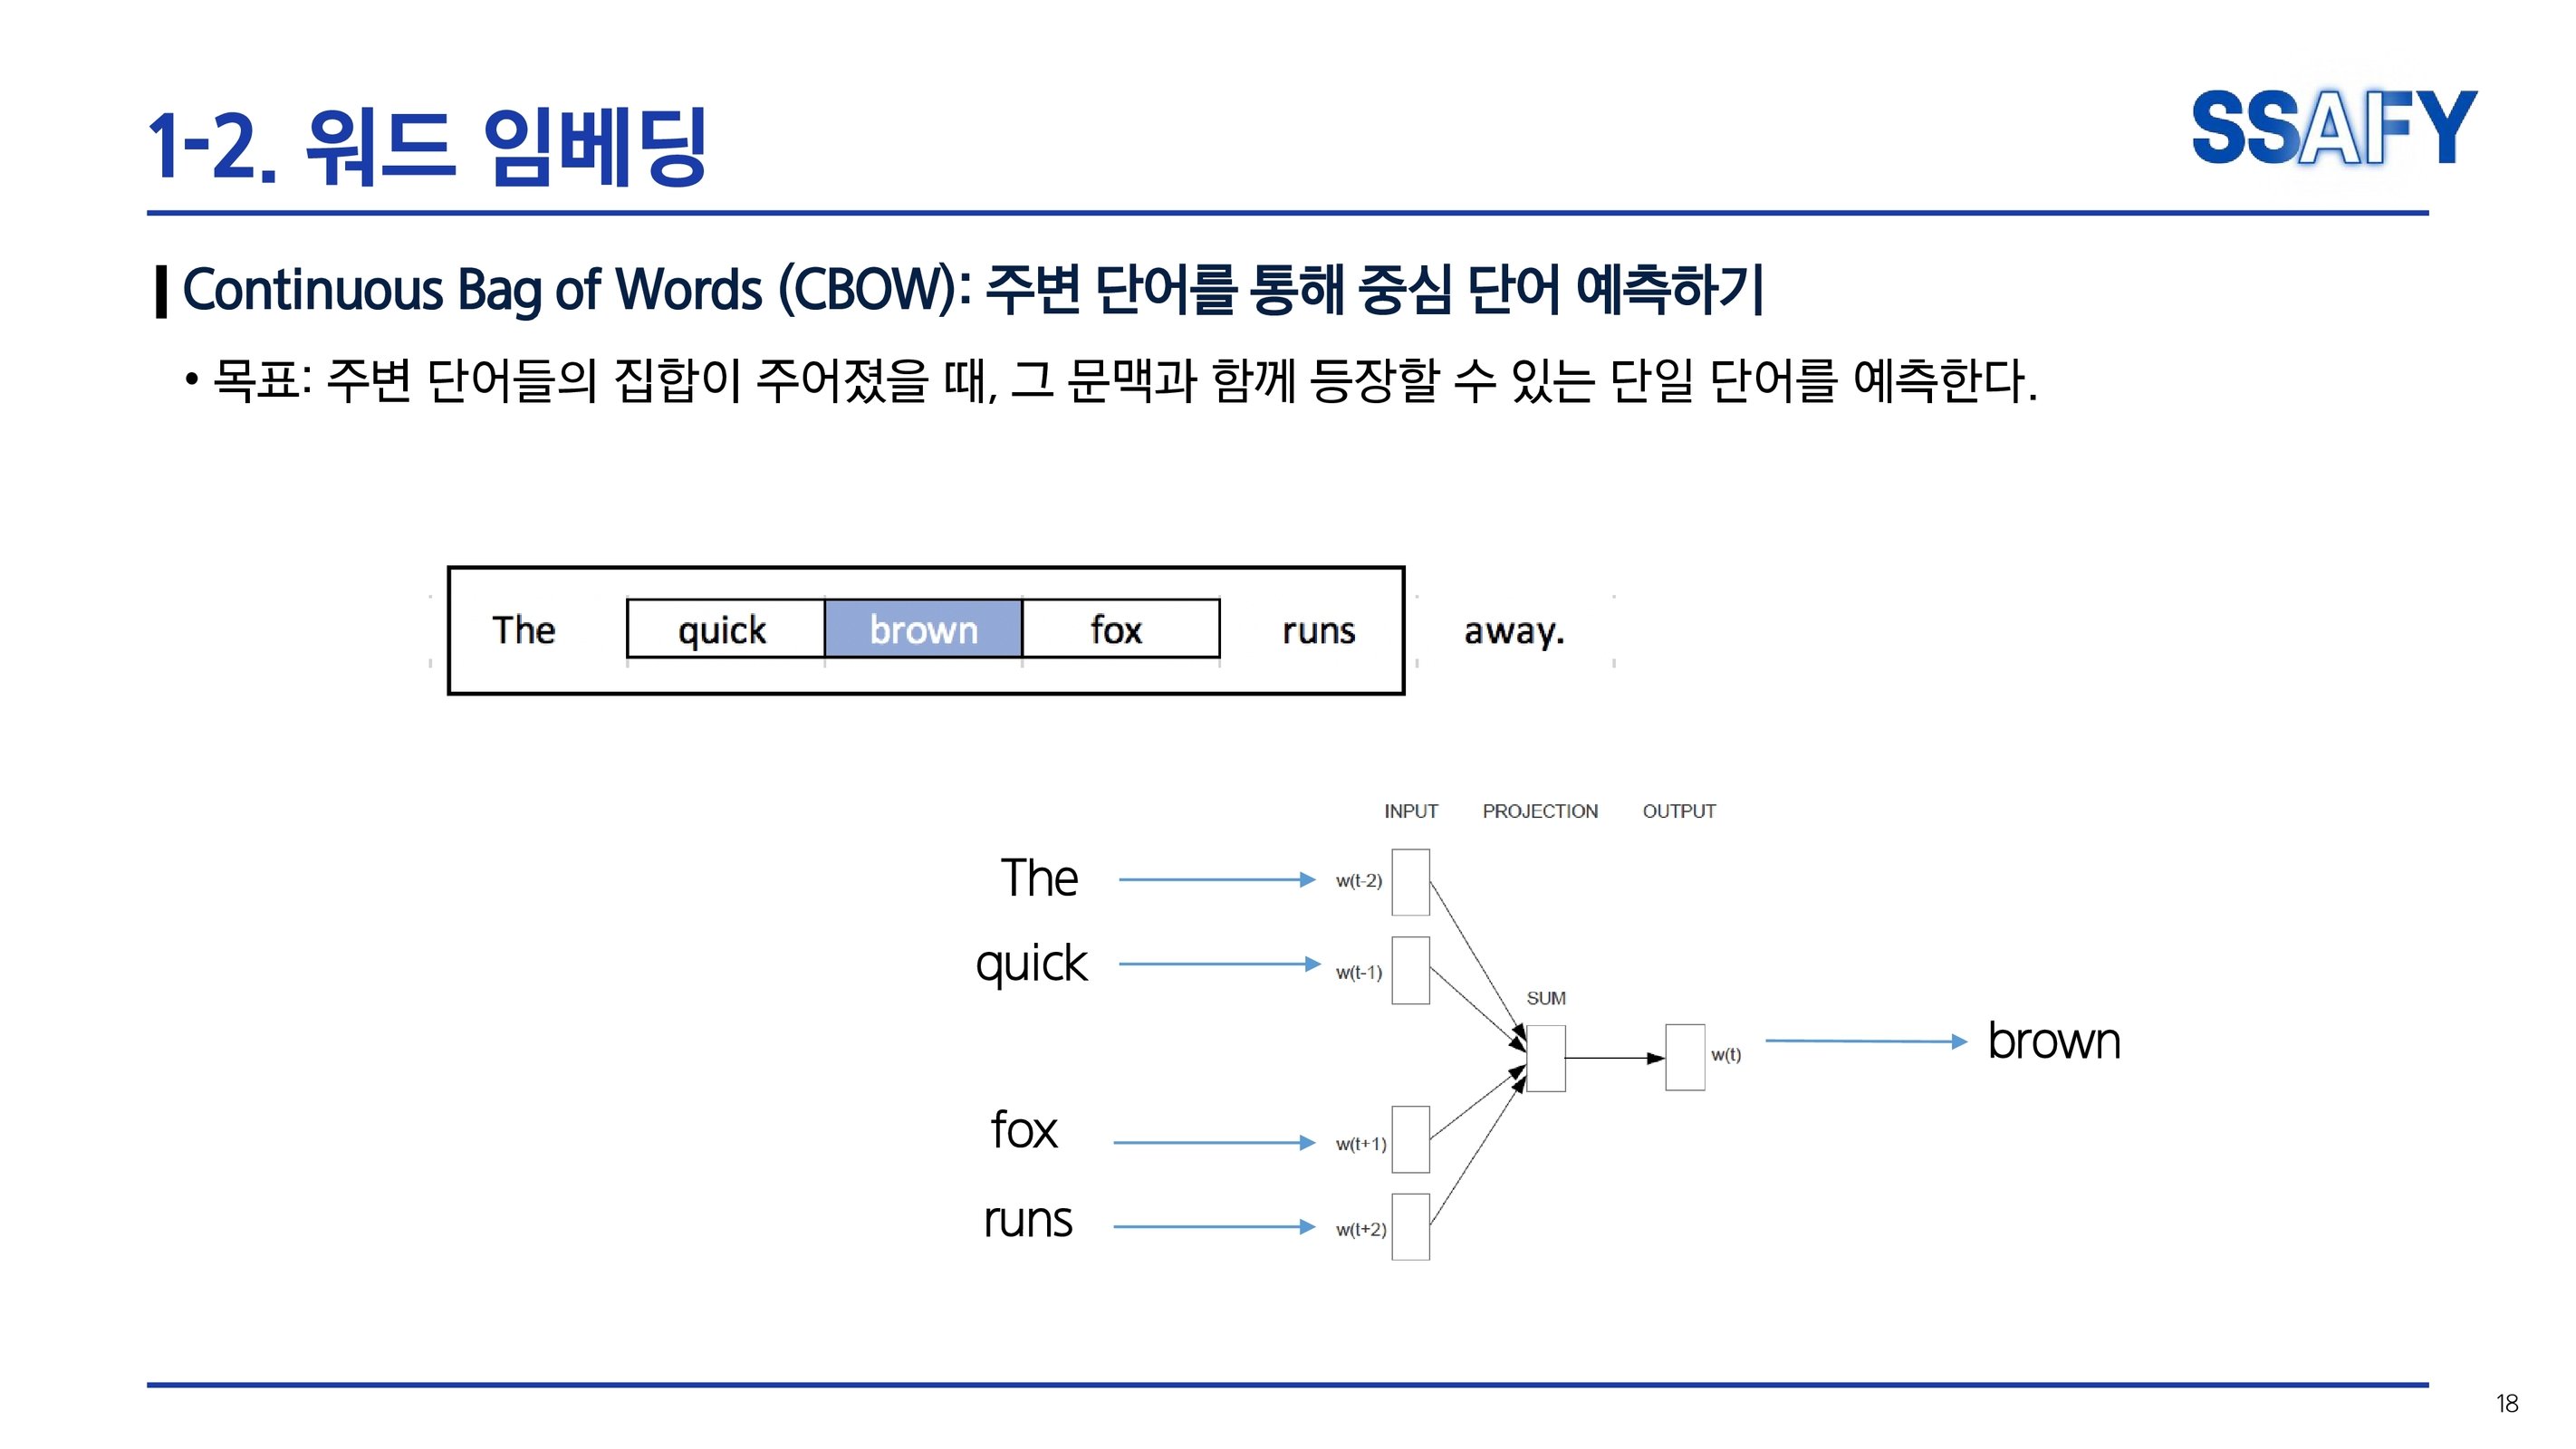 1-2. 워드 임베딩
SSAFY
Continuous Bag of Words (CBOW): 주변 단어를 통해 중심 단어 예측하기
• 목표: 주변 단어들의 집합이 주어졌을 때, 그 문맥과 함께 등장할 수 있는 단일 단어를 예측한다.
The quick brown fox runs away.
INPUT PROJECTION OUTPUT
The w(t-2)
quick w(t-1)
SUM
w(t) brown
fox w(t+1)
runs w(t+2)
18